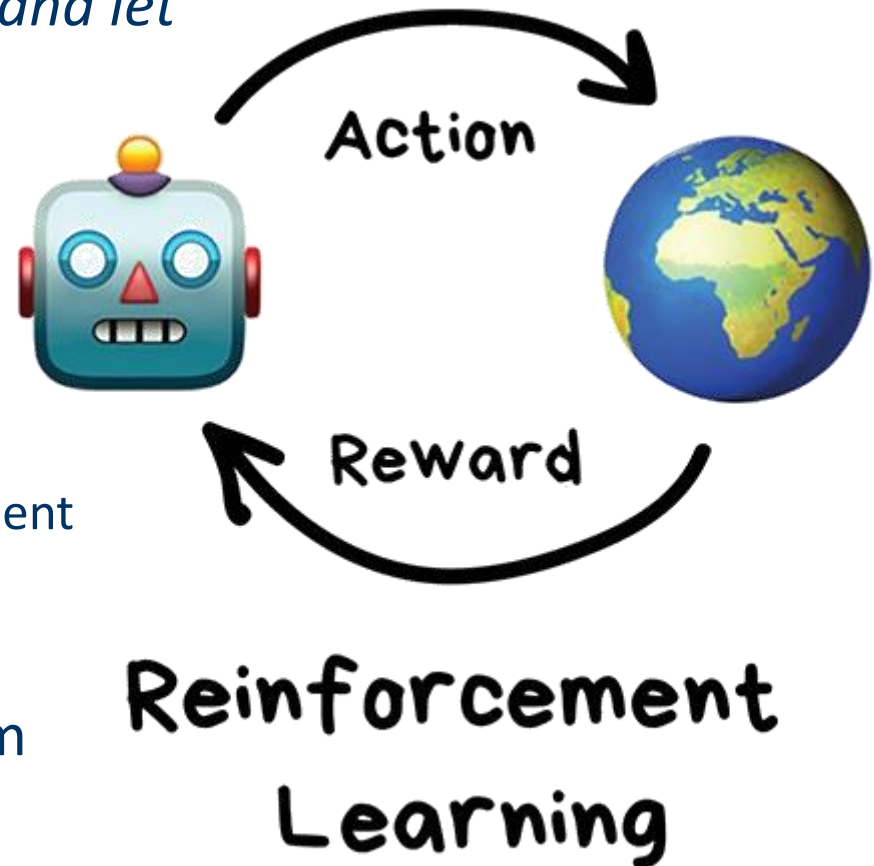 and let
Action
Reward
ent
m
Reinforcement
Learning